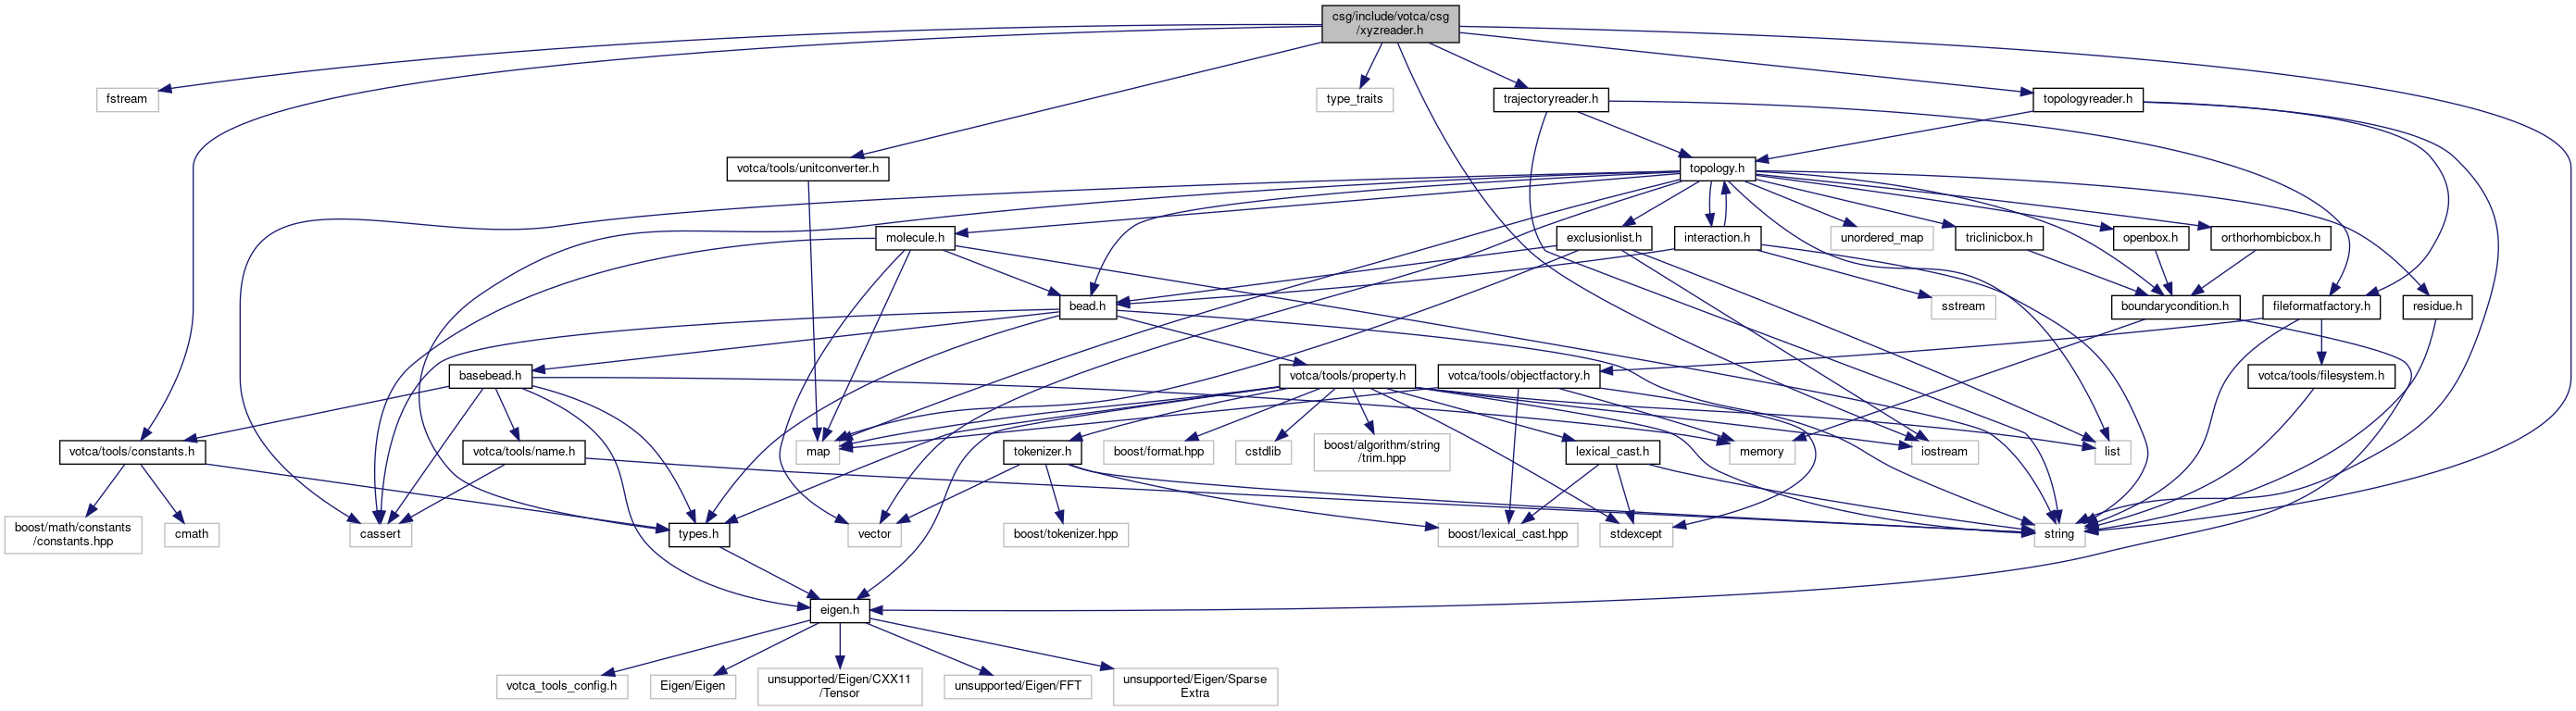 csg/include/votca/csg
/xyzreader.h
fstream
type_traits
trajectoryreader.h
topologyreader.h
votca/tools/unitconverter.h
topology.h
molecule.h
exclusionlist.h
interaction.h
unordered_map
triclinicbox.h
openbox.h
orthorhombicbox.h
bead.h
sstream
boundarycondition.h
fileformatfactory.h
residue.h
basebead.h
votca/tools/property.h
votca/tools/objectfactory.h
votca/tools/filesystem.h
votca/tools/constants.h
votca/tools/name.h
map
tokenizer.h
boost/format.hpp
cstdlib
boost/algorithm/string
/trim.hpp
lexical_cast.h
memory
iostream
list
boost/math/constants
/constants.hpp
cmath
cassert
types.h
vector
boost/tokenizer.hpp
boost/lexical_cast.hpp
stdexcept
string
eigen.h
votca_tools_config.h
Eigen/Eigen
unsupported/Eigen/CXX11
/Tensor
unsupported/Eigen/FFT
unsupported/Eigen/Sparse
Extra